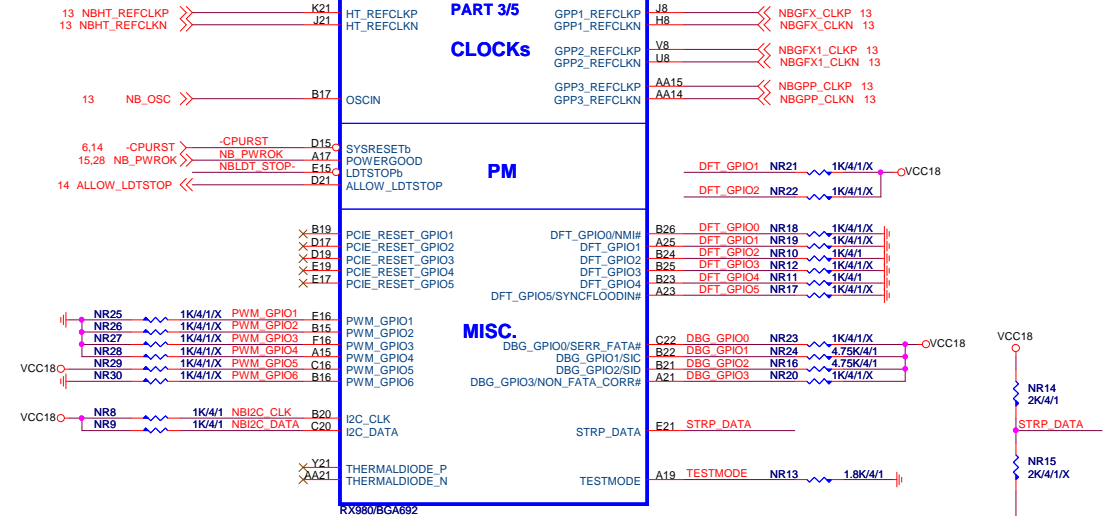 13 NBHT_REFCLKP K21 HT_REFCLKP PART 3/5 GPP1_REFCLKP J8 NBGFX_CLKP 13
13 NBHT_REFCLKN J21 HT_REFCLKN GPP1_REFCLKN H8 NBGFX_CLKN 13
CLOCKs
GPP2_REFCLKP V8 NBGFX1_CLKP 13
GPP2_REFCLKN U8 NBGFX1_CLKN 13
GPP3_REFCLKP AA15 NBGPP_CLKP 13
13 NB_OSC B17 OSCIN GPP3_REFCLKN AA14 NBGPP_CLKN 13
6,14 -CPURST -CPURST D15 SYSRESETb
15,28 NB_PWROK NB_PWROK A17 POWERGOOD
NBLDT_STOP- E15 LDTSTOPb PM DFT_GPIO1 NR21 1K/4/1/X VCC18
14 ALLOW_LDTSTOP D21 ALLOW_LDTSTOP
DFT_GPIO2 NR22 1K/4/1/X
B19 PCIE_RESET_GPIO1 DFT_GPIO0/NMI# B26 DFT_GPIO0 NR18 1K/4/1/X
D17 PCIE_RESET_GPIO2 DFT_GPIO1 A25 DFT_GPIO1 NR19 1K/4/1/X
D19 PCIE_RESET_GPIO3 DFT_GPIO2 B24 DFT_GPIO2 NR10 1K/4/1
E19 PCIE_RESET_GPIO4 DFT_GPIO3 B25 DFT_GPIO3 NR12 1K/4/1/X
E17 PCIE_RESET_GPIO5 DFT_GPIO4 B23 DFT_GPIO4 NR11 1K/4/1
DFT_GPIO5/SYNCFLOODIN# A23 DFT_GPIO5 NR17 1K/4/1/X
NR25 1K/4/1/X PWM_GPIO1 E16 PWM_GPIO1
NR26 1K/4/1/X PWM_GPIO2 B15 PWM_GPIO2 MISC.
NR27 1K/4/1/X PWM_GPIO3 F16 PWM_GPIO3 DBG_GPIO0/SERR_FATA# C22 DBG_GPIO0 NR23 1K/4/1/X VCC18 VCC18
NR28 1K/4/1/X PWM_GPIO4 A15 PWM_GPIO4 DBG_GPIO1/SIC B22 DBG_GPIO1 NR24 4.75K/4/1
VCC18 NR29 1K/4/1/X PWM_GPIO5 C16 PWM_GPIO5 DBG_GPIO2/SID B21 DBG_GPIO2 NR16 4.75K/4/1
NR30 1K/4/1/X PWM_GPIO6 B16 PWM_GPIO6 DBG_GPIO3/NON_FATA_CORR# A21 DBG_GPIO3 NR20 1K/4/1/X
NR14
2K/4/1
VCC18 NR8 1K/4/1 NBI2C_CLK B20 I2C_CLK
NR9 1K/4/1 NBI2C_DATA C20 I2C_DATA STRP_DATA E21 STRP_DATA STRP_DATA
Y21 THERMALDIODE_P NR15
AA21 THERMALDIODE_N TESTMODE A19 TESTMODE NR13 1.8K/4/1 2K/4/1/X
RX980/BGA692